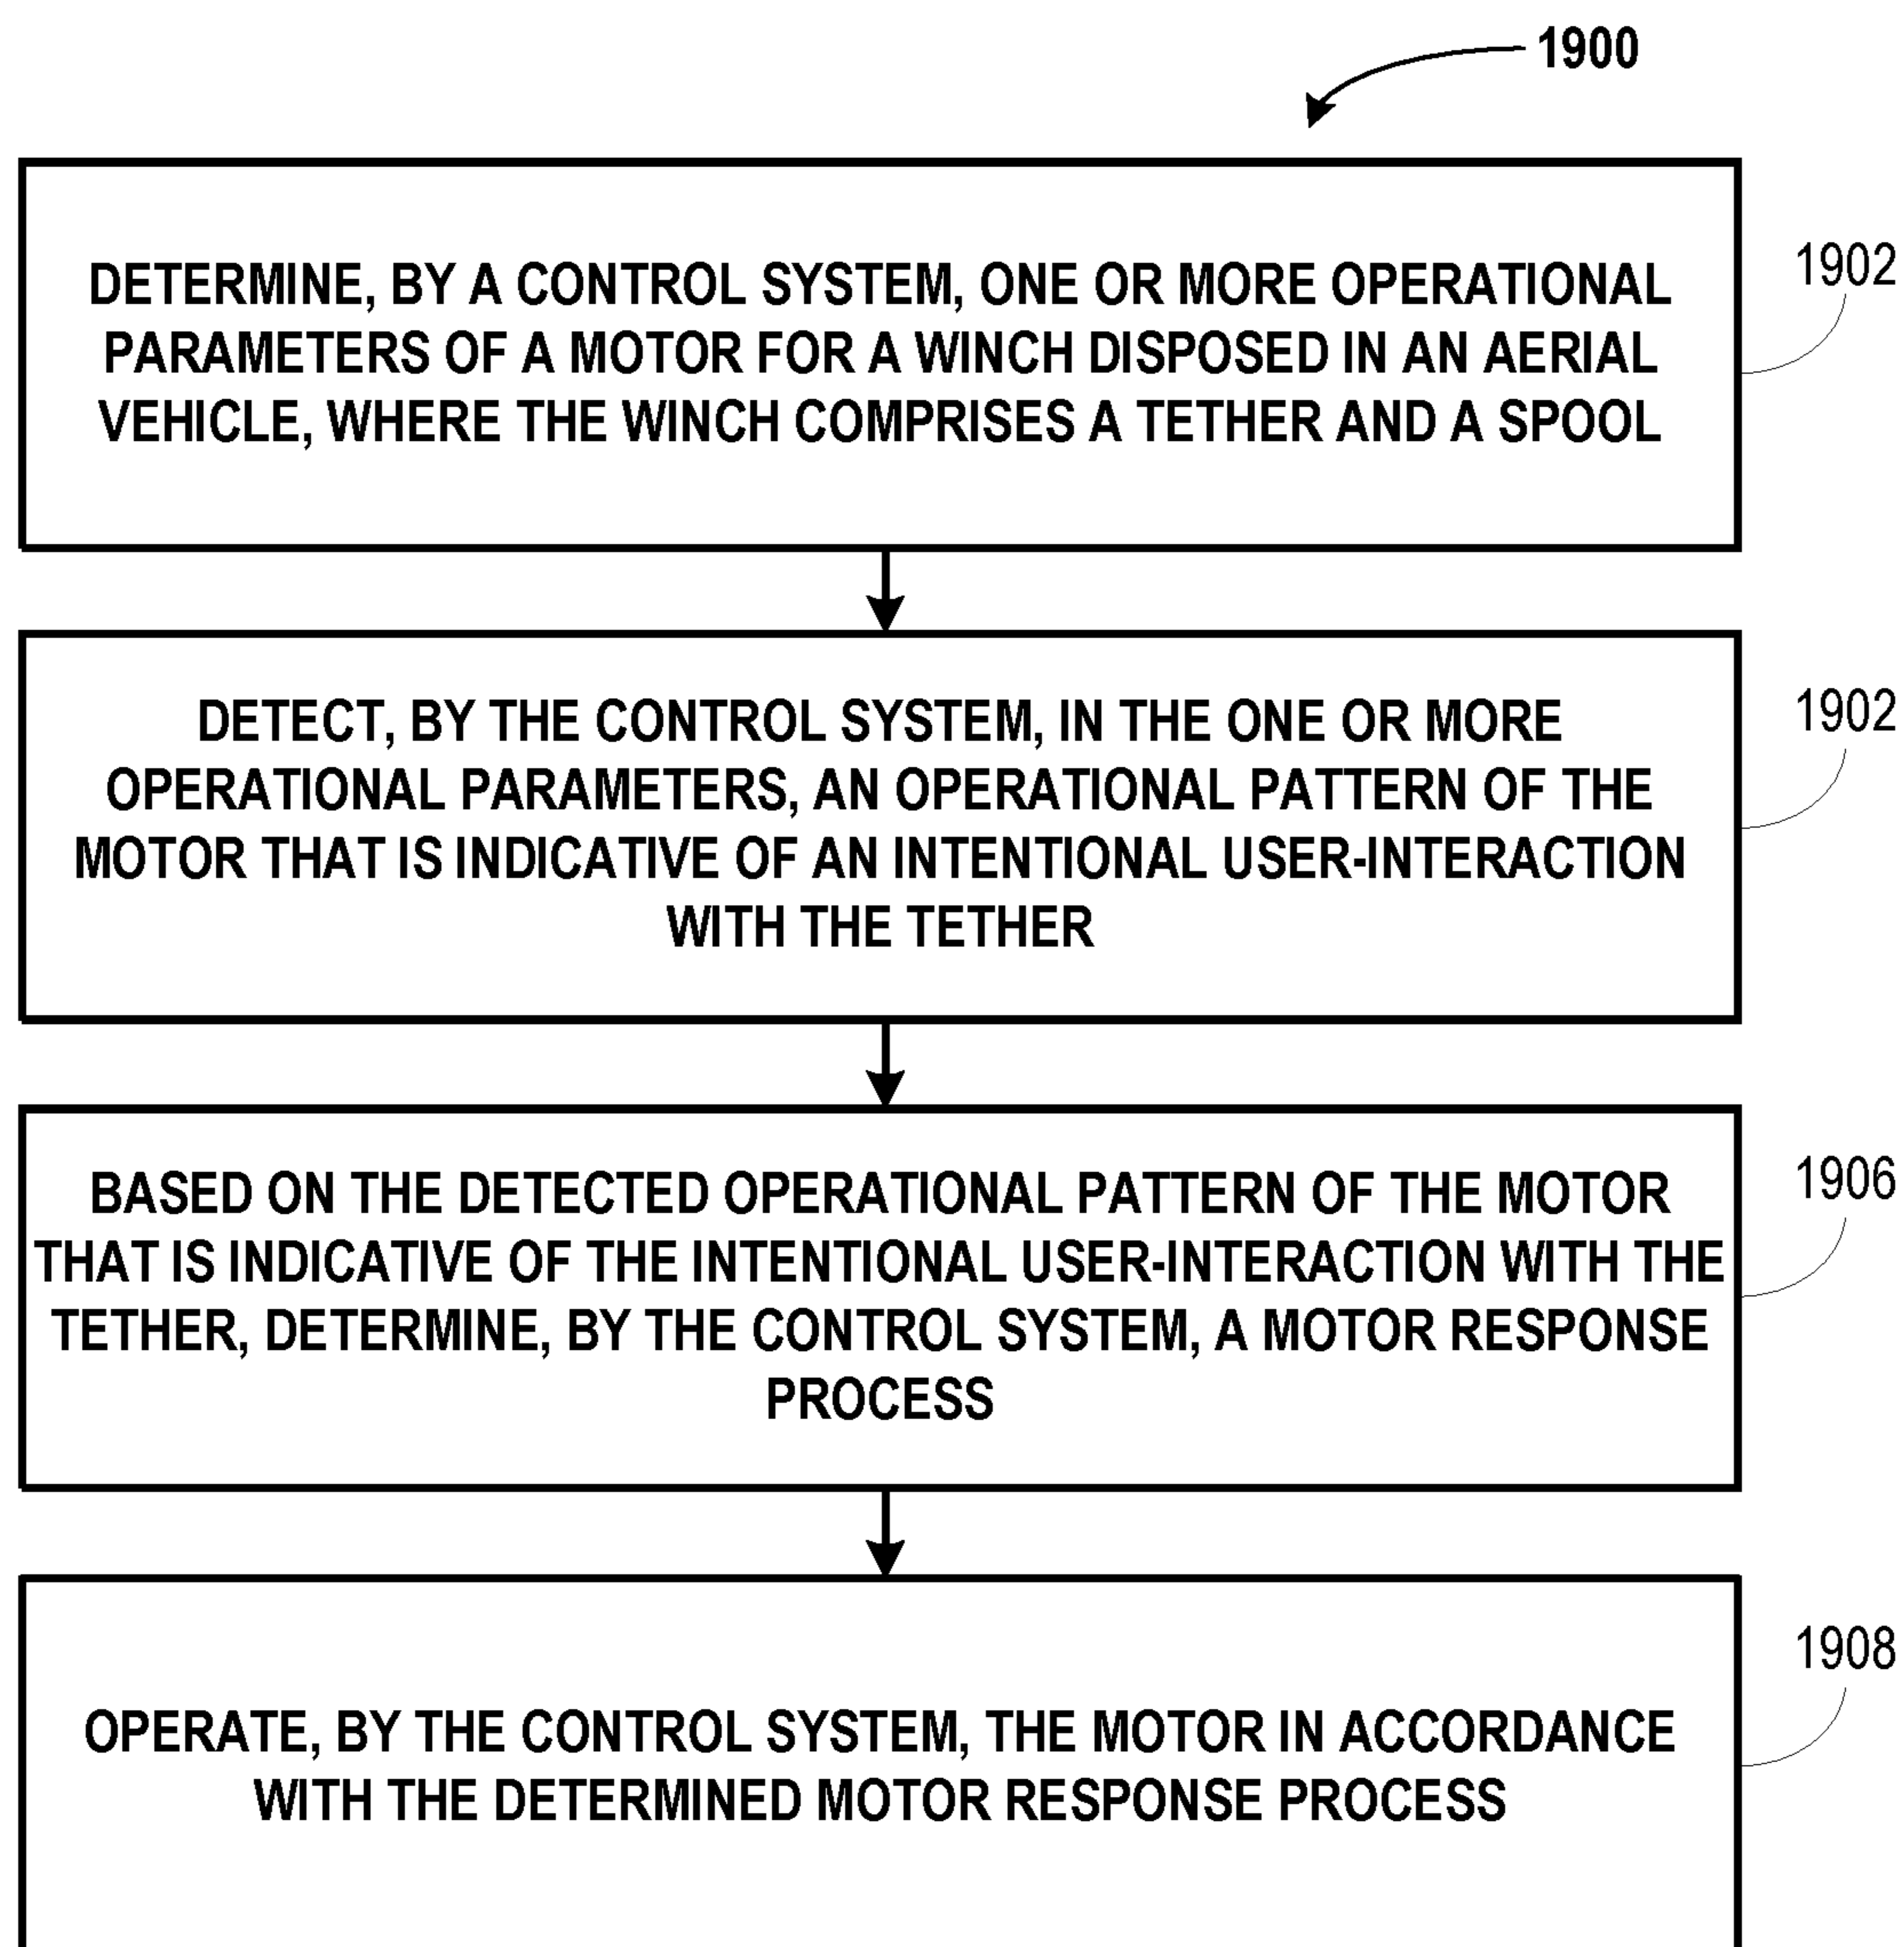 1900
DETERMINE, BY A CONTROL SYSTEM, ONE OR MORE OPERATIONAL
PARAMETERS OF A MOTOR FOR A WINCH DISPOSED IN AN AERIAL
VEHICLE, WHERE THE WINCH COMPRISES A TETHER AND A SPOOL
1902
DETECT, BY THE CONTROL SYSTEM, IN THE ONE OR MORE
OPERATIONAL PARAMETERS, AN OPERATIONAL PATTERN OF THE
MOTOR THAT IS INDICATIVE OF AN INTENTIONAL USER-INTERACTION
WITH THE TETHER
1902
BASED ON THE DETECTED OPERATIONAL PATTERN OF THE MOTOR
THAT IS INDICATIVE OF THE INTENTIONAL USER-INTERACTION WITH THE
TETHER, DETERMINE, BY THE CONTROL SYSTEM, A MOTOR RESPONSE
PROCESS
1906
OPERATE, BY THE CONTROL SYSTEM, THE MOTOR IN ACCORDANCE
WITH THE DETERMINED MOTOR RESPONSE PROCESS
1908